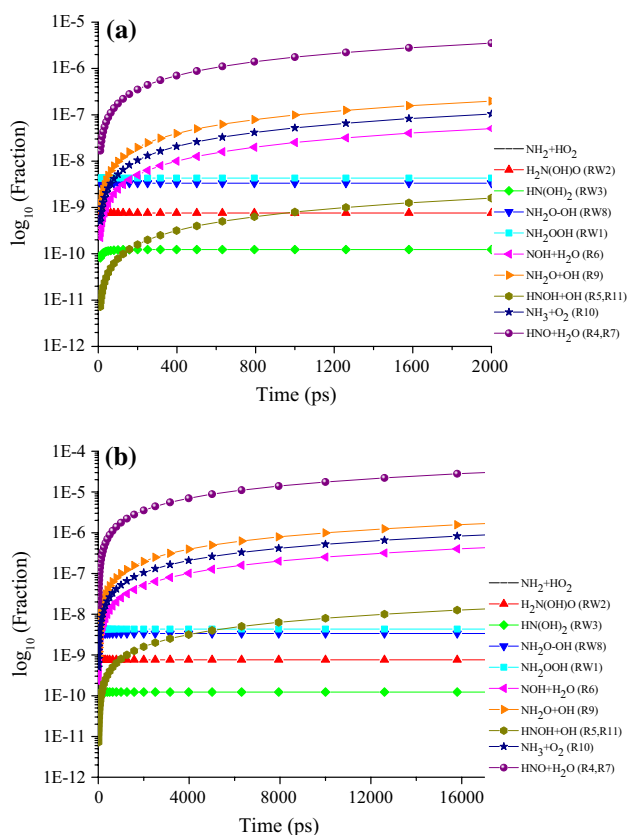 (a)
1E-5
1E-6
1E-7
1E-8
1E-9
1E-10
1E-11
1E-12
log₁₀ (Fraction)
0
400
800
1200
1600
2000
Time (ps)
NH₂+HO₂
H₂N(OH)O (RW2)
HN(OH)₂ (RW3)
NH₂O-OH (RW8)
NH₂OOH (RW1)
NOH+H₂O (R6)
NH₂O+OH (R9)
HNOH+OH (R5,R11)
NH₃+O₂ (R10)
HNO+H₂O (R4,R7)
(b)
1E-4
1E-5
1E-6
1E-7
1E-8
1E-9
1E-10
1E-11
1E-12
log₁₀ (Fraction)
0
4000
8000
12000
16000
Time (ps)
NH₂+HO₂
H₂N(OH)O (RW2)
HN(OH)₂ (RW3)
NH₂O-OH (RW8)
NH₂OOH (RW1)
NOH+H₂O (R6)
NH₂O+OH (R9)
HNOH+OH (R5,R11)
NH₃+O₂ (R10)
HNO+H₂O (R4,R7)